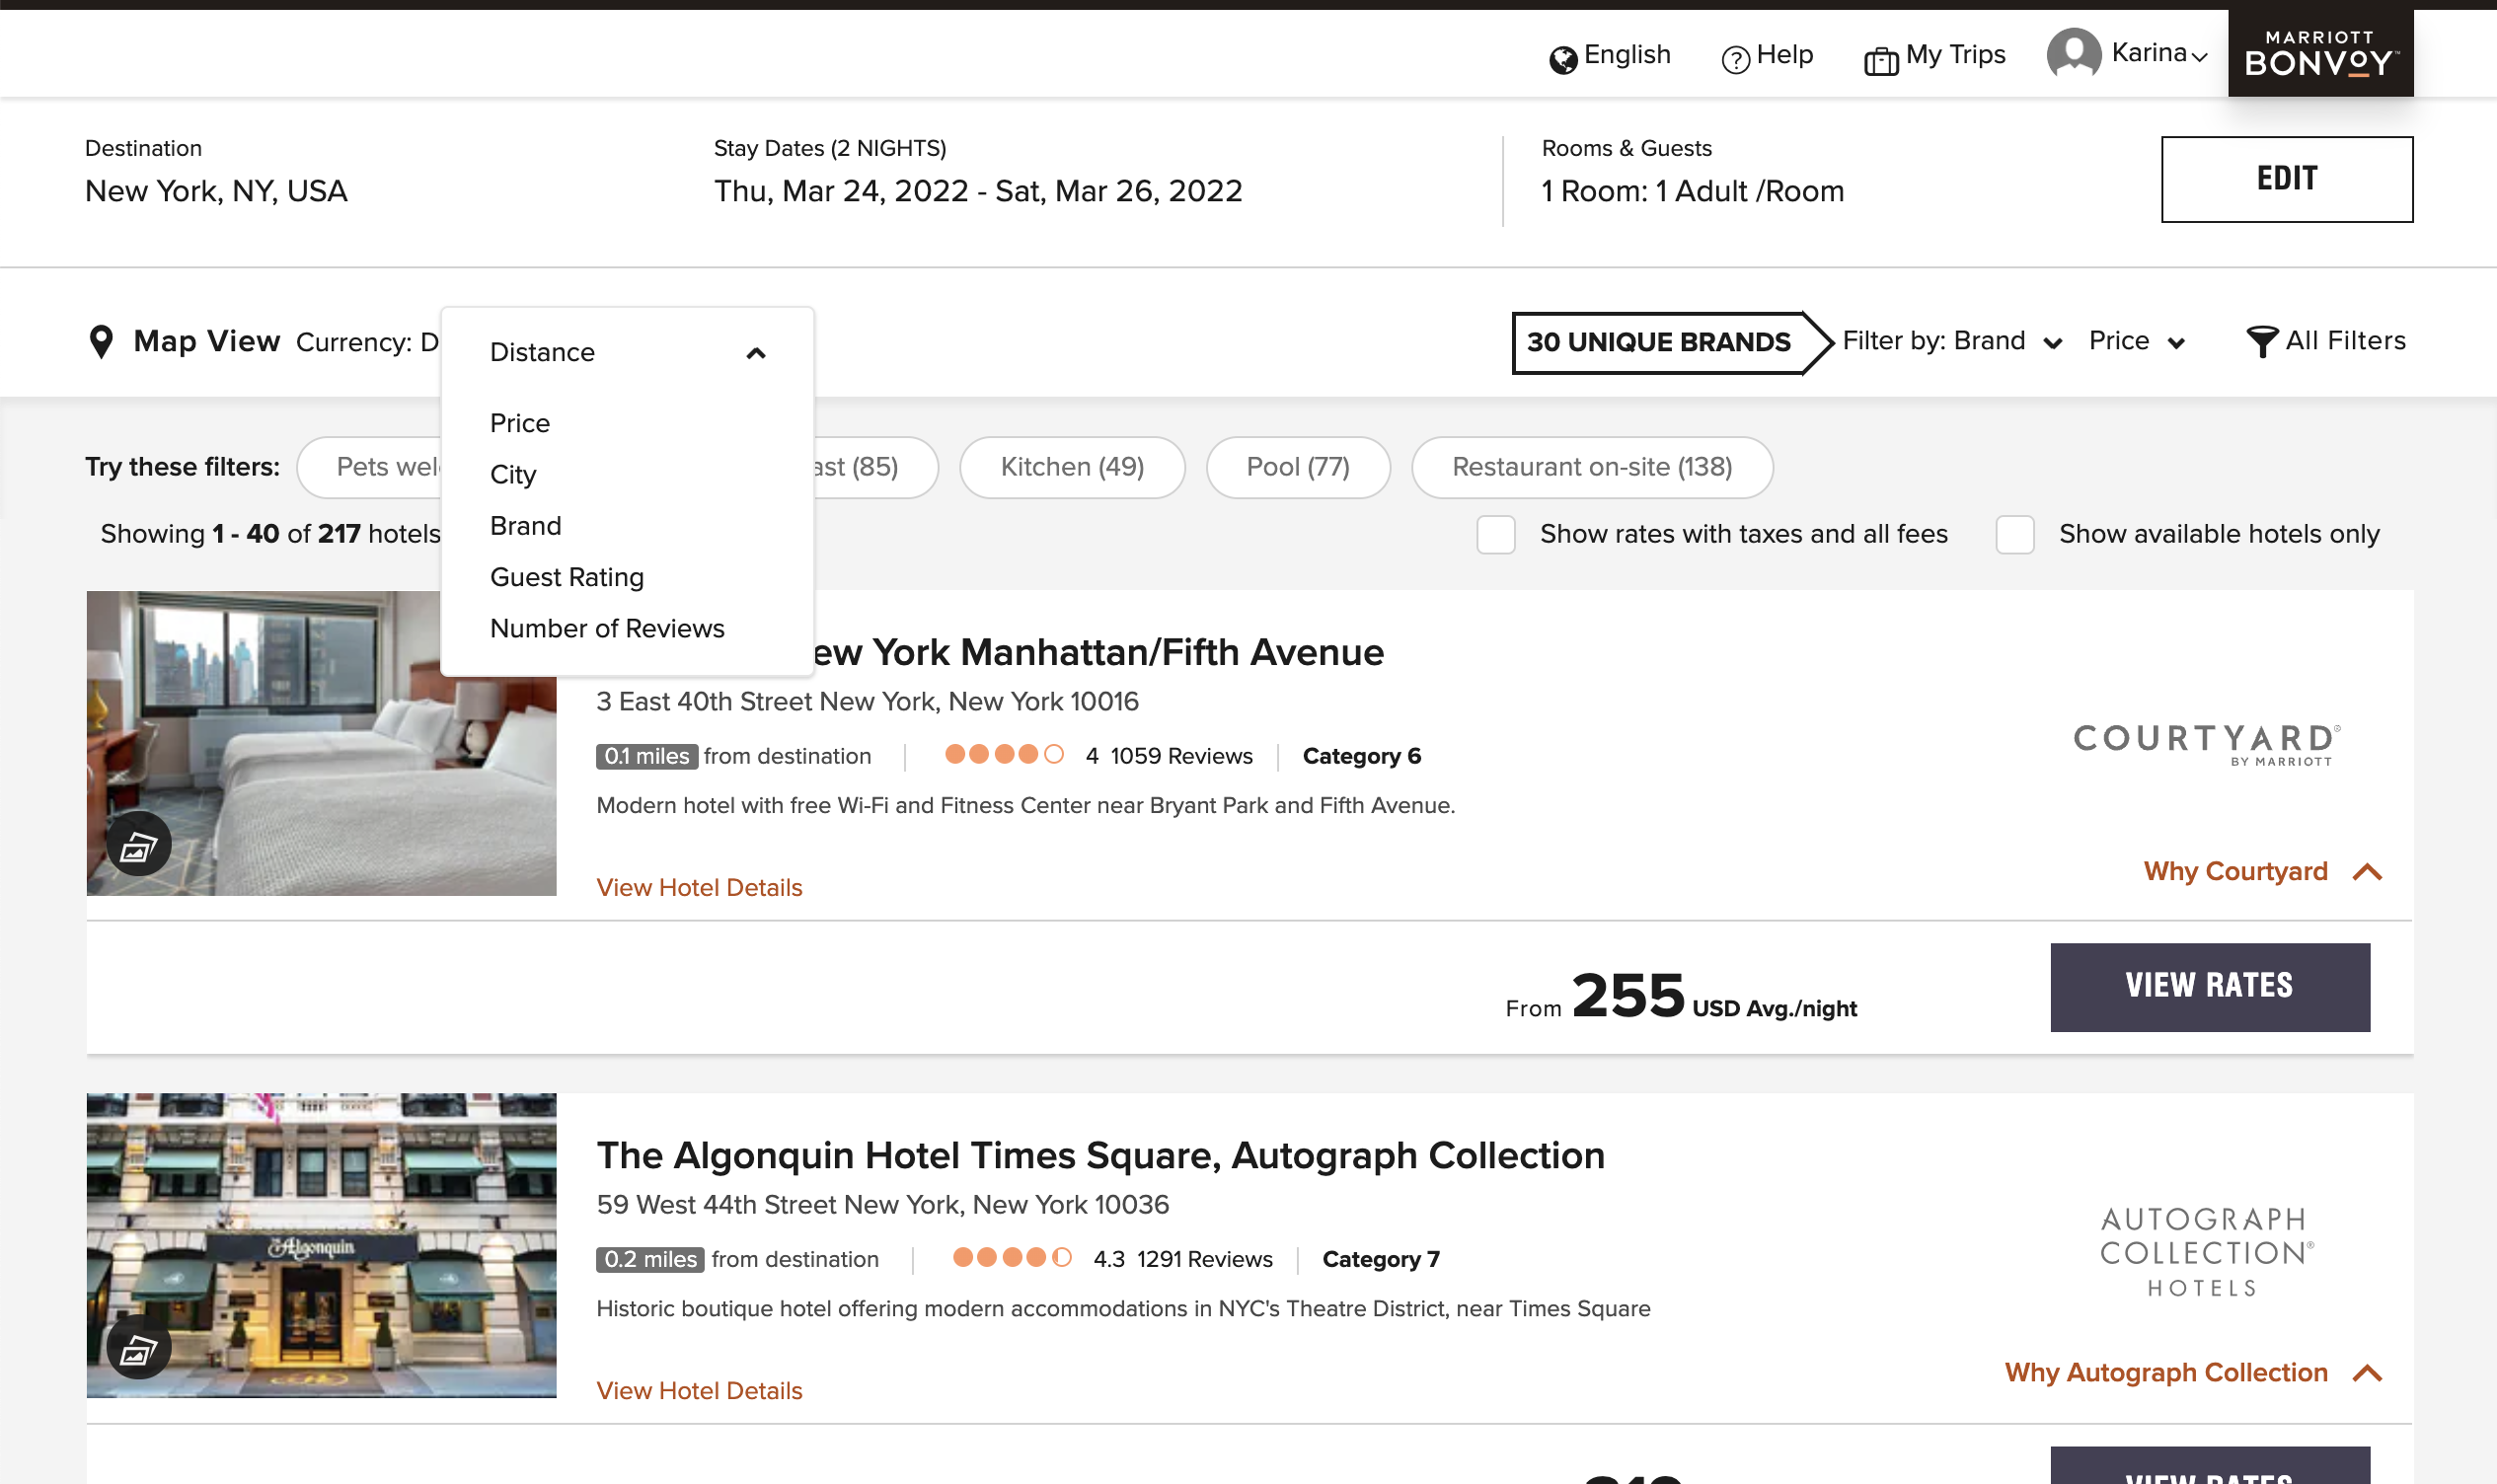 English
Help
My Trips
Karina
MARRIOTT
BONVOY™
Destination
New York, NY, USA
Stay Dates (2 NIGHTS)
Thu, Mar 24, 2022 - Sat, Mar 26, 2022
Rooms & Guests
1 Room: 1 Adult /Room
EDIT
Map View
Currency: D
Distance
Price
City
Brand
Guest Rating
Number of Reviews
30 UNIQUE BRANDS
Filter by: Brand
Price
All Filters
Try these filters:
Pets
(85)
Kitchen (49)
Pool (77)
Restaurant on-site (138)
Showing 1 - 40 of 217 hotels
Show rates with taxes and all fees
Show available hotels only
York Manhattan/Fifth Avenue
3 East 40th Street New York, New York 10016
0.1 miles from destination
4 1059 Reviews
Category 6
Modern hotel with free Wi-Fi and Fitness Center near Bryant Park and Fifth Avenue.
COURTYARD®
BY MARRIOTT
View Hotel Details
Why Courtyard
From 255 USD Avg./night
VIEW RATES
The Algonquin
The Algonquin Hotel Times Square, Autograph Collection
59 West 44th Street New York, New York 10036
0.2 miles from destination
4.3 1291 Reviews
Category 7
Historic boutique hotel offering modern accommodations in NYC's Theatre District, near Times Square
AUTOGRAPH
COLLECTION®
HOTELS
View Hotel Details
Why Autograph Collection
VIEW RATES